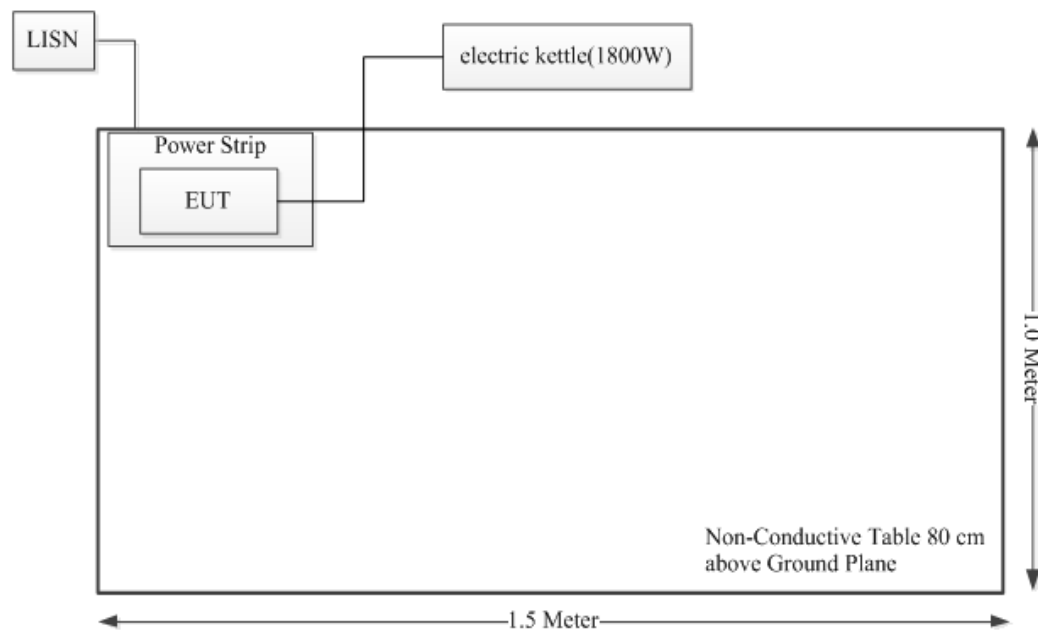 LISN
electric kettle(1800W)
Power Strip
EUT
1.0 Meter
Non-Conductive Table 80 cm
above Ground Plane
1.5 Meter